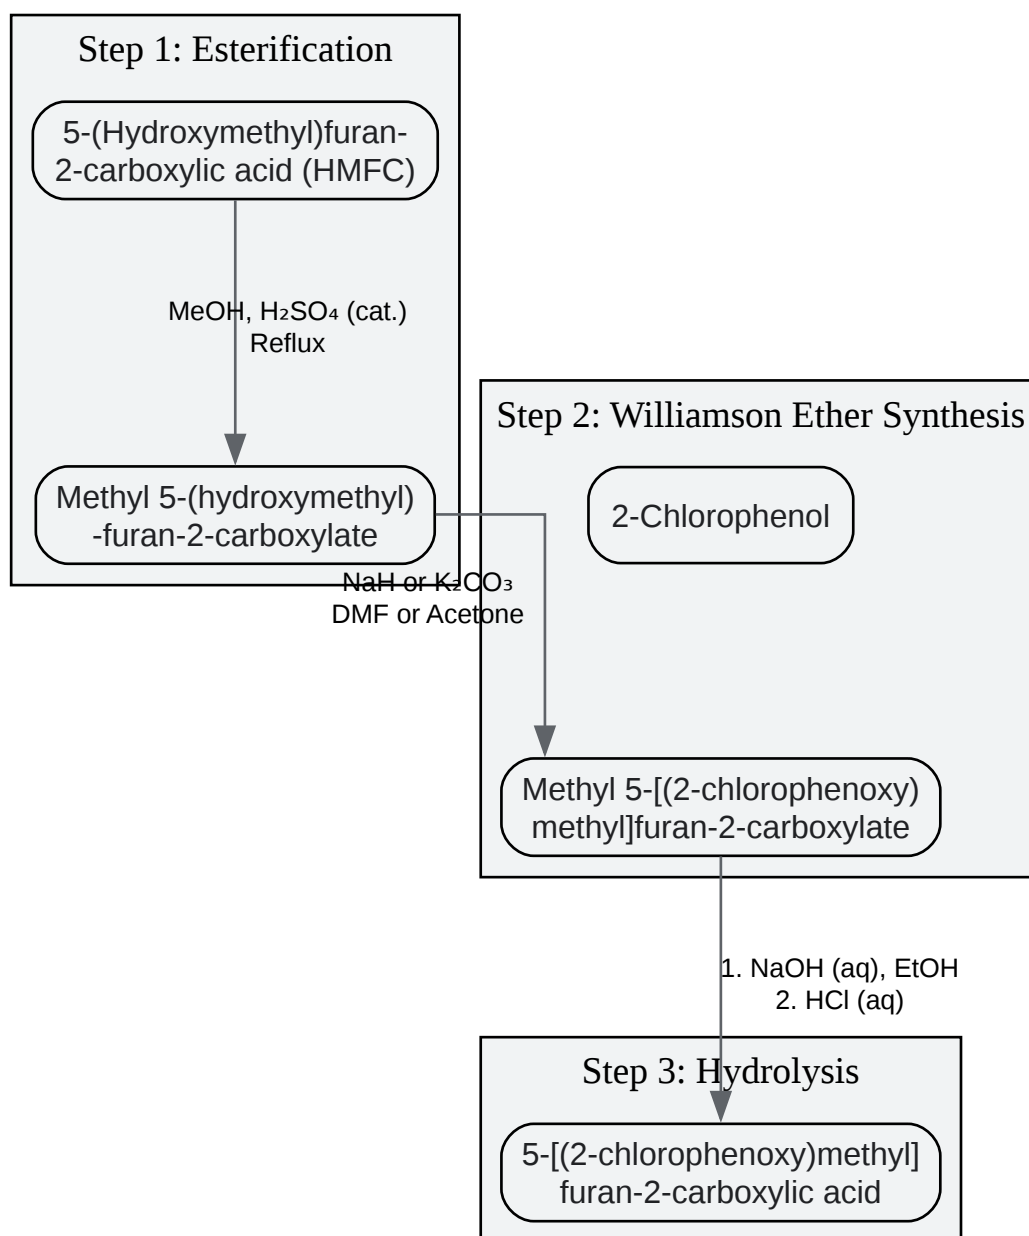 Step 1: Esterification
5-(Hydroxymethyl)furan-
2-carboxylic acid (HMFC)
MeOH, H₂SO₄ (cat.)
Reflux
Methyl 5-(hydroxymethyl)
-furan-2-carboxylate
Step 2: Williamson Ether Synthesis
2-Chlorophenol
NaH or K₂CO₃
DMF or Acetone
Methyl 5-[(2-chlorophenoxy)
methyl]furan-2-carboxylate
1. NaOH (aq), EtOH
2. HCl (aq)
Step 3: Hydrolysis
5-[(2-chlorophenoxy)methyl]
furan-2-carboxylic acid